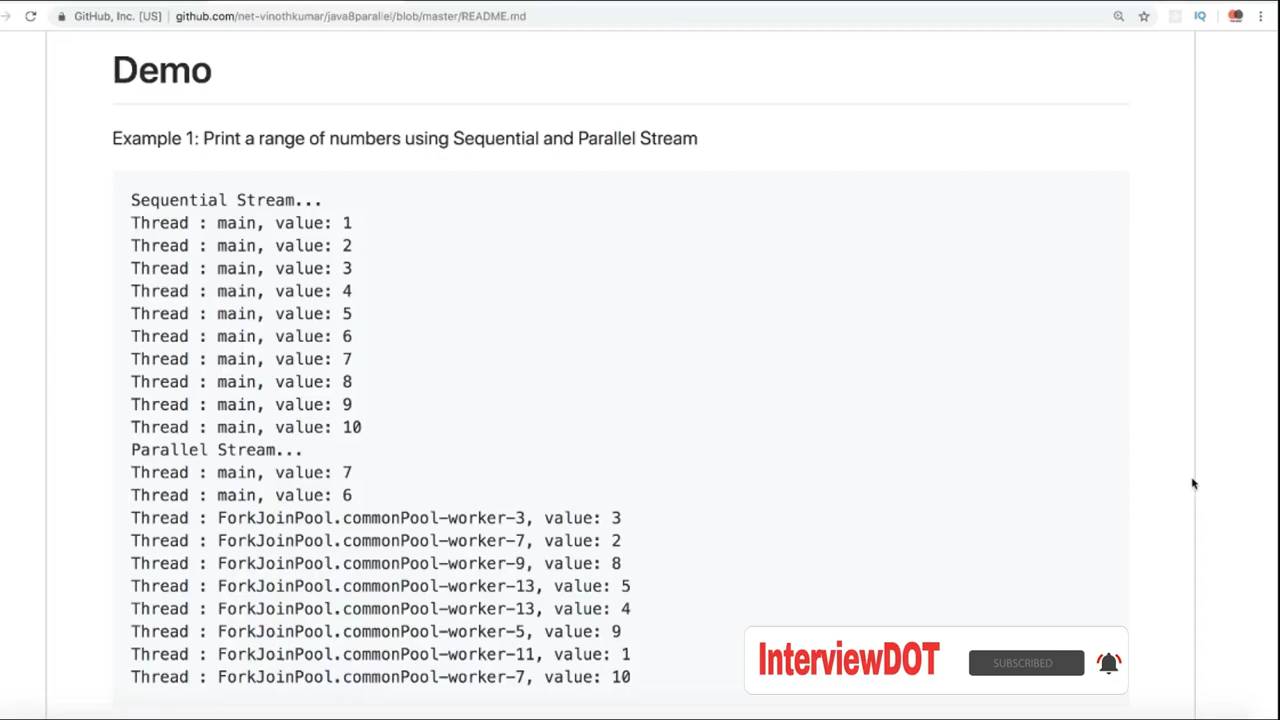 GitHub, Inc. [US] github.com/net-vinothkumar/java8parallel/blob/master/README.md
IQ
Demo
Example 1: Print a range of numbers using Sequential and Parallel Stream
Sequential Stream...
Thread : main, value: 1
Thread : main, value: 2
Thread : main, value: 3
Thread : main, value: 4
Thread : main, value: 5
Thread : main, value: 6
Thread : main, value: 7
Thread : main, value: 8
Thread : main, value: 9
Thread : main, value: 10
Parallel Stream...
Thread : main, value: 7
Thread : main, value: 6
Thread : ForkJoinPool.commonPool-worker-3, value: 3
Thread : ForkJoinPool.commonPool-worker-7, value: 2
Thread : ForkJoinPool.commonPool-worker-9, value: 8
Thread : ForkJoinPool.commonPool-worker-13, value: 5
Thread : ForkJoinPool.commonPool-worker-13, value: 4
Thread : ForkJoinPool.commonPool-worker-5, value: 9
Thread : ForkJoinPool.commonPool-worker-11, value: 1
Thread : ForkJoinPool.commonPool-worker-7, value: 10
InterviewDOT
SUBSCRIBED